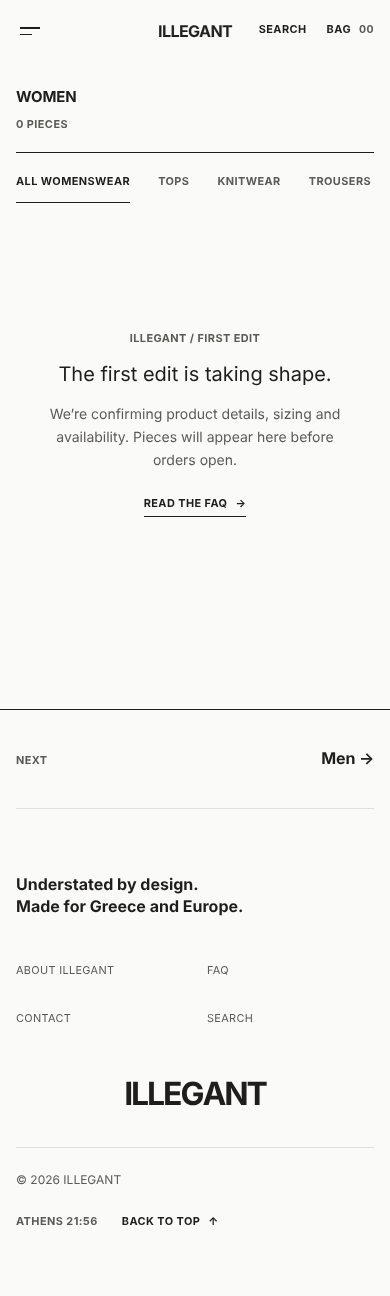 ILLEGANT SEARCH BAG 00
WOMEN
0 PIECES
ALL WOMENSWEAR TOPS KNITWEAR TROUSERS
ILLEGANT / FIRST EDIT
The first edit is taking shape.
We’re confirming product details, sizing and
availability. Pieces will appear here before
orders open.
READ THE FAQ →
NEXT Men →
Understated by design.
Made for Greece and Europe.
ABOUT ILLEGANT FAQ
CONTACT SEARCH
ILLEGANT
© 2026 ILLEGANT
ATHENS 21:56 BACK TO TOP ↑